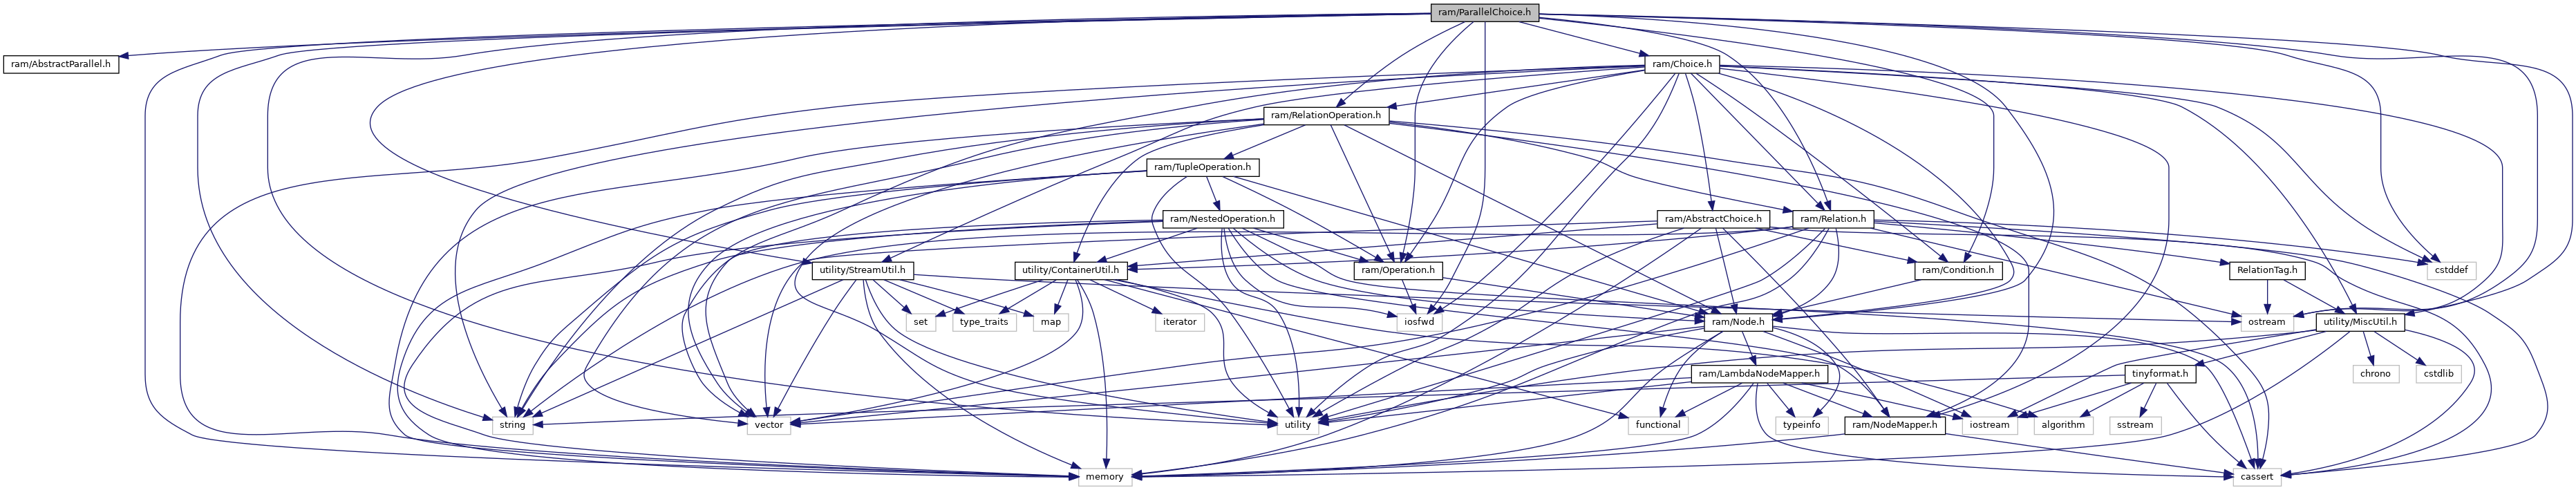 ram/ParallelChoice.h
ram/AbstractParallel.h
ram/Choice.h
ram/RelationOperation.h
ram/TupleOperation.h
ram/NestedOperation.h
ram/AbstractChoice.h
ram/Relation.h
utility/StreamUtil.h
utility/ContainerUtil.h
ram/Operation.h
ram/Condition.h
RelationTag.h
cstddef
set
type_traits
map
iterator
iosfwd
ram/Node.h
ostream
utility/MiscUtil.h
ram/LambdaNodeMapper.h
tinyformat.h
chrono
cstdlib
string
vector
utility
functional
typeinfo
ram/NodeMapper.h
iostream
algorithm
sstream
memory
cassert